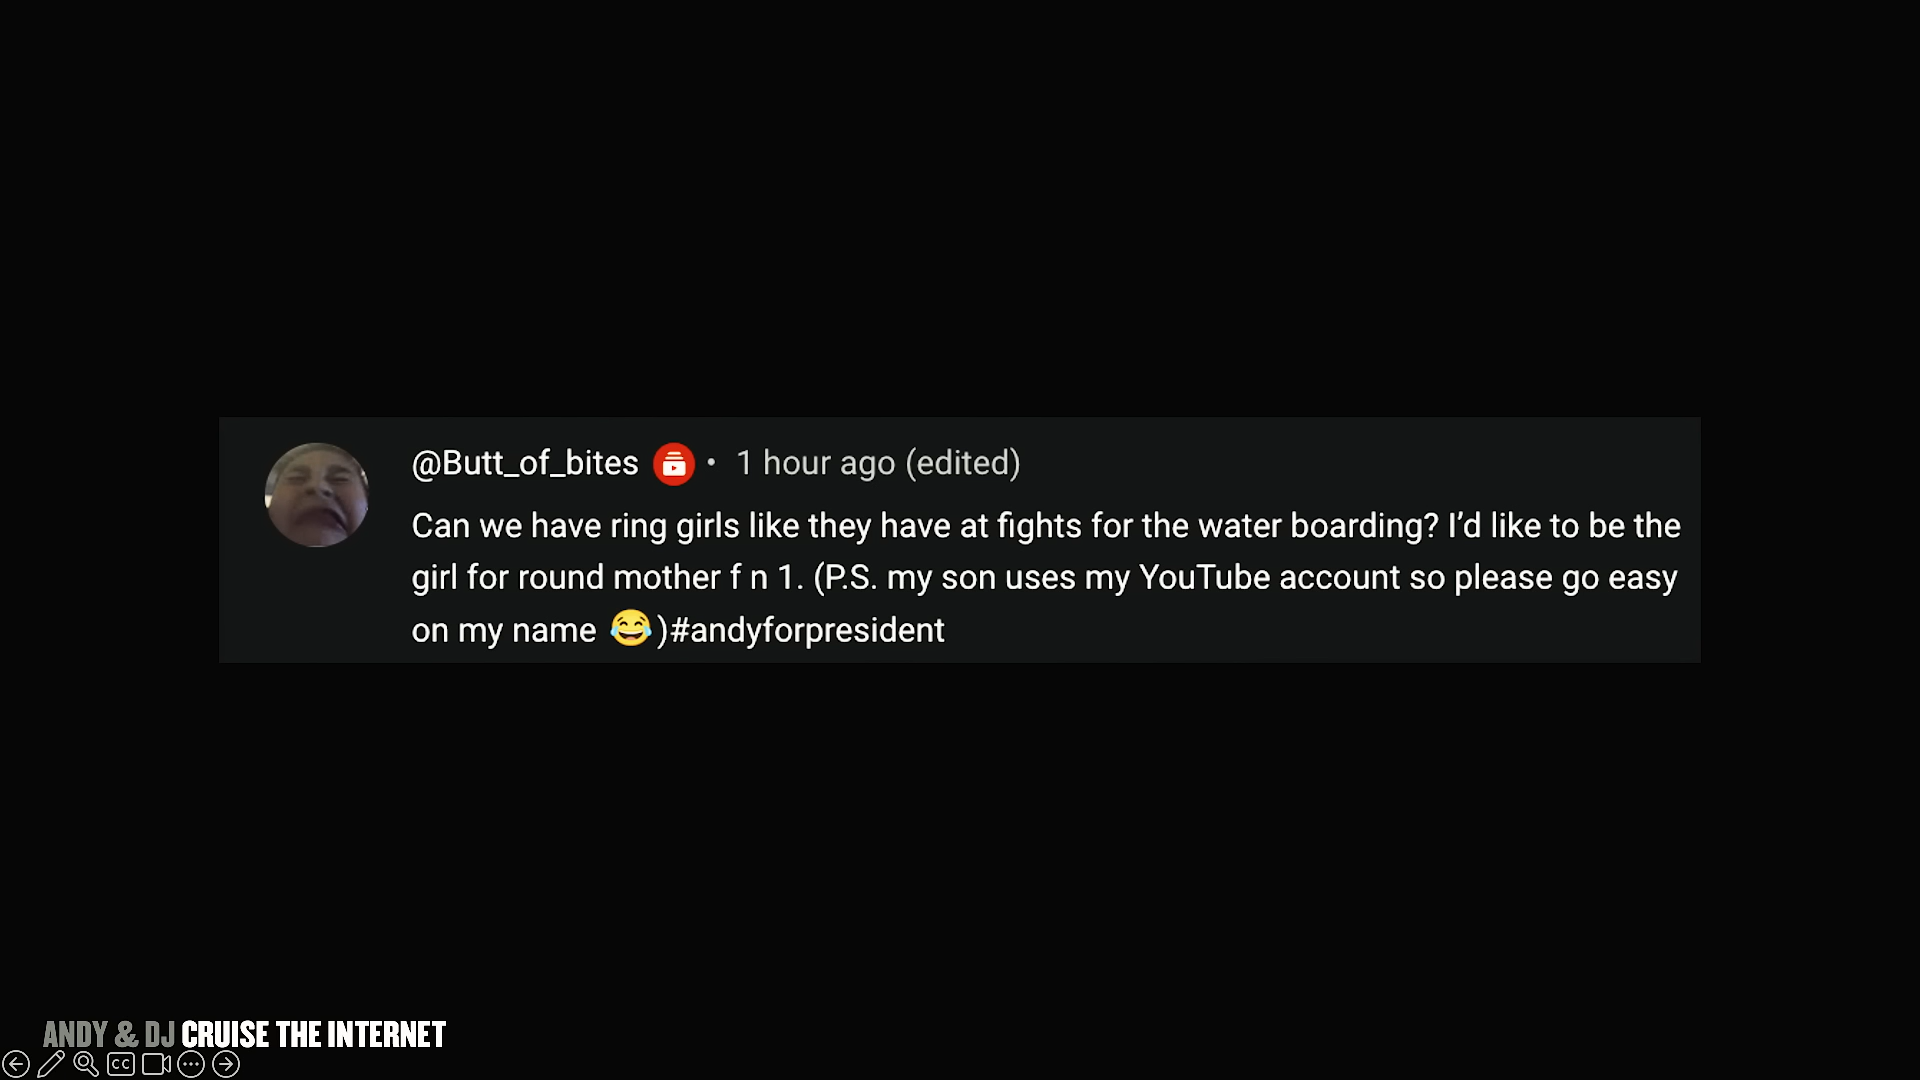 @Butt_of_bites • 1 hour ago (edited)
Can we have ring girls like they have at fights for the water boarding? I’d like to be the
girl for round mother f n 1. (P.S. my son uses my YouTube account so please go easy
on my name 😂)#andyforpresident
ANDY & DJ CRUISE THE INTERNET
CC